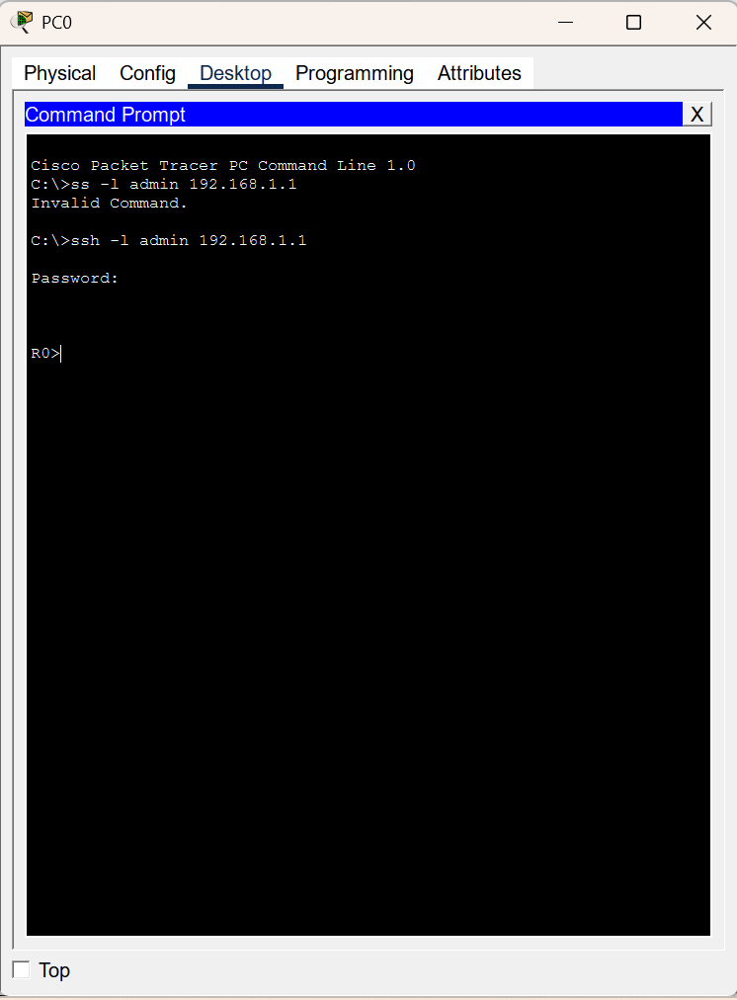 PC0
Physical Config Desktop Programming Attributes
Command Prompt X
Cisco Packet Tracer PC Command Line 1.0
C:\>ss -l admin 192.168.1.1
Invalid Command.
C:\>ssh -l admin 192.168.1.1
Password:
R0>
Top